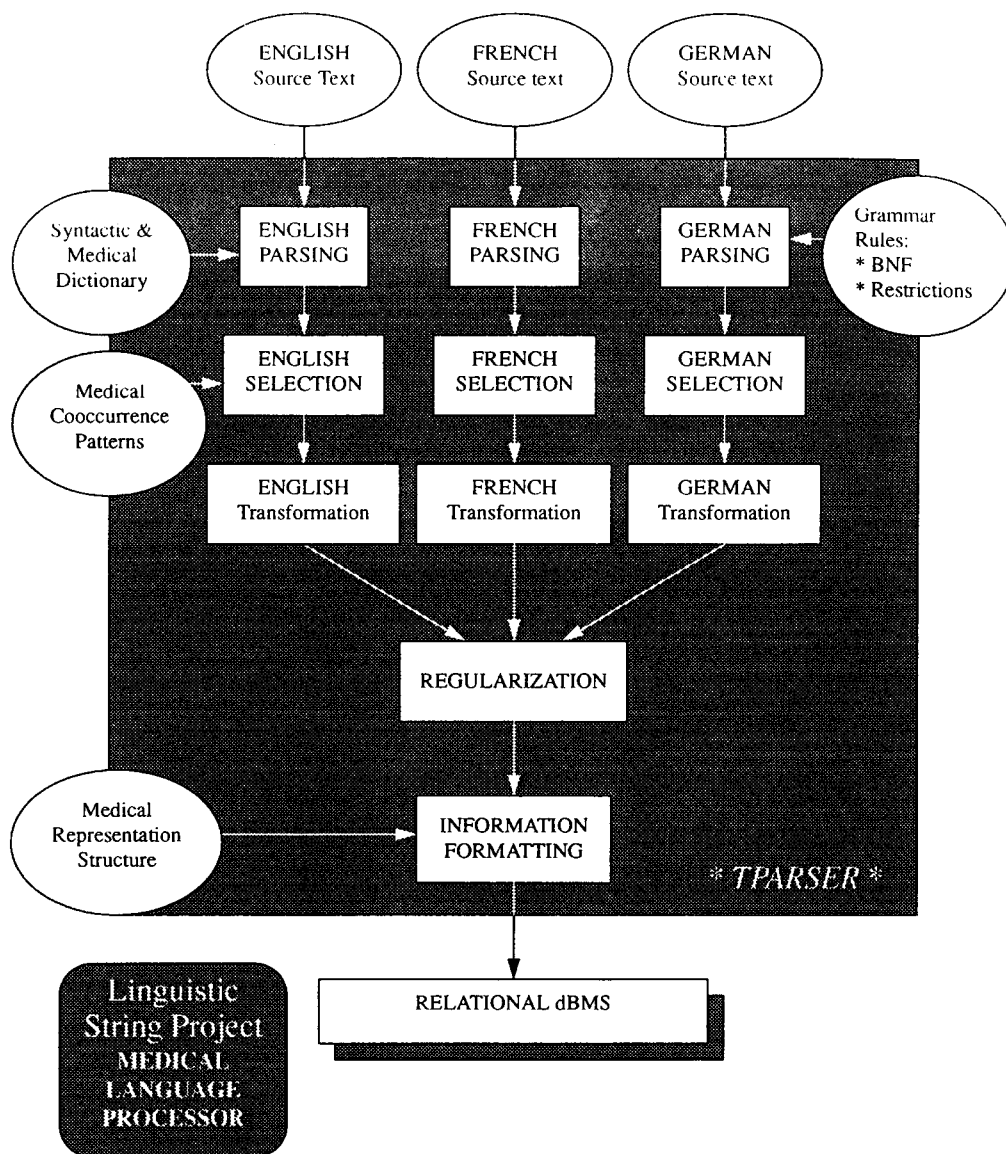 ENGLISH
Source Text
FRENCH
Source text
GERMAN
Source text
Syntactic &
Medical
Dictionary
ENGLISH
PARSING
FRENCH
PARSING
GERMAN
PARSING
Grammar
Rules:
* BNF
* Restrictions
Medical
Cooccurrence
Patterns
ENGLISH
SELECTION
FRENCH
SELECTION
GERMAN
SELECTION
ENGLISH
Transformation
FRENCH
Transformation
GERMAN
Transformation
REGULARIZATION
Medical
Representation
Structure
INFORMATION
FORMATTING
* TPARSER *
RELATIONAL dBMS
Linguistic
String Project
MEDICAL
LANGUAGE
PROCESSOR